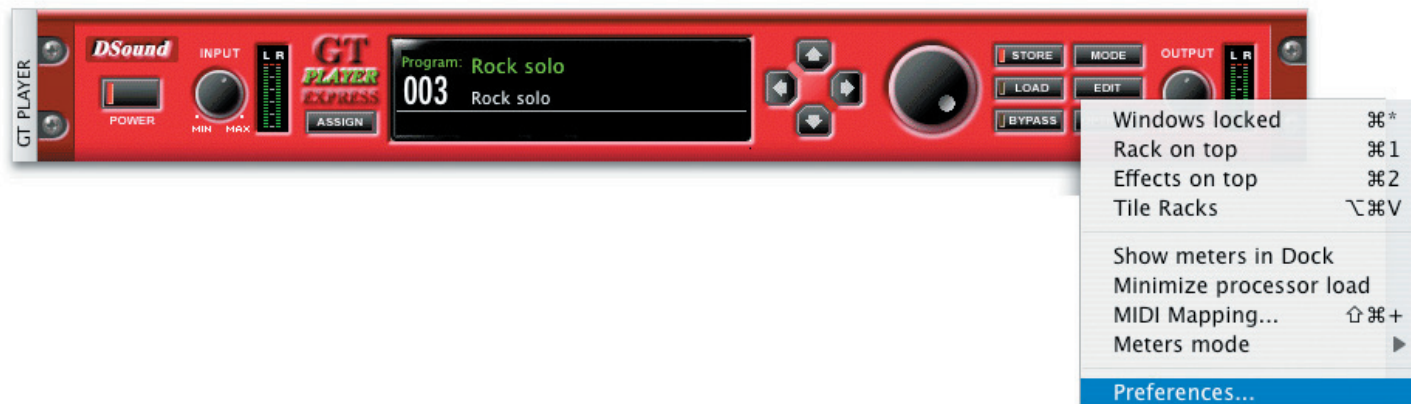 GT PLAYER
DSound
POWER
INPUT
MIN MAX
L R
GT
PLAYER
EXPRESS
ASSIGN
Program: Rock solo
003 Rock solo
STORE MODE
LOAD EDIT
BYPASS
OUTPUT
L R
Windows locked ⌘*
Rack on top ⌘1
Effects on top ⌘2
Tile Racks ⌥⌘V
Show meters in Dock
Minimize processor load
MIDI Mapping... ⇧⌘+
Meters mode ▶
Preferences...